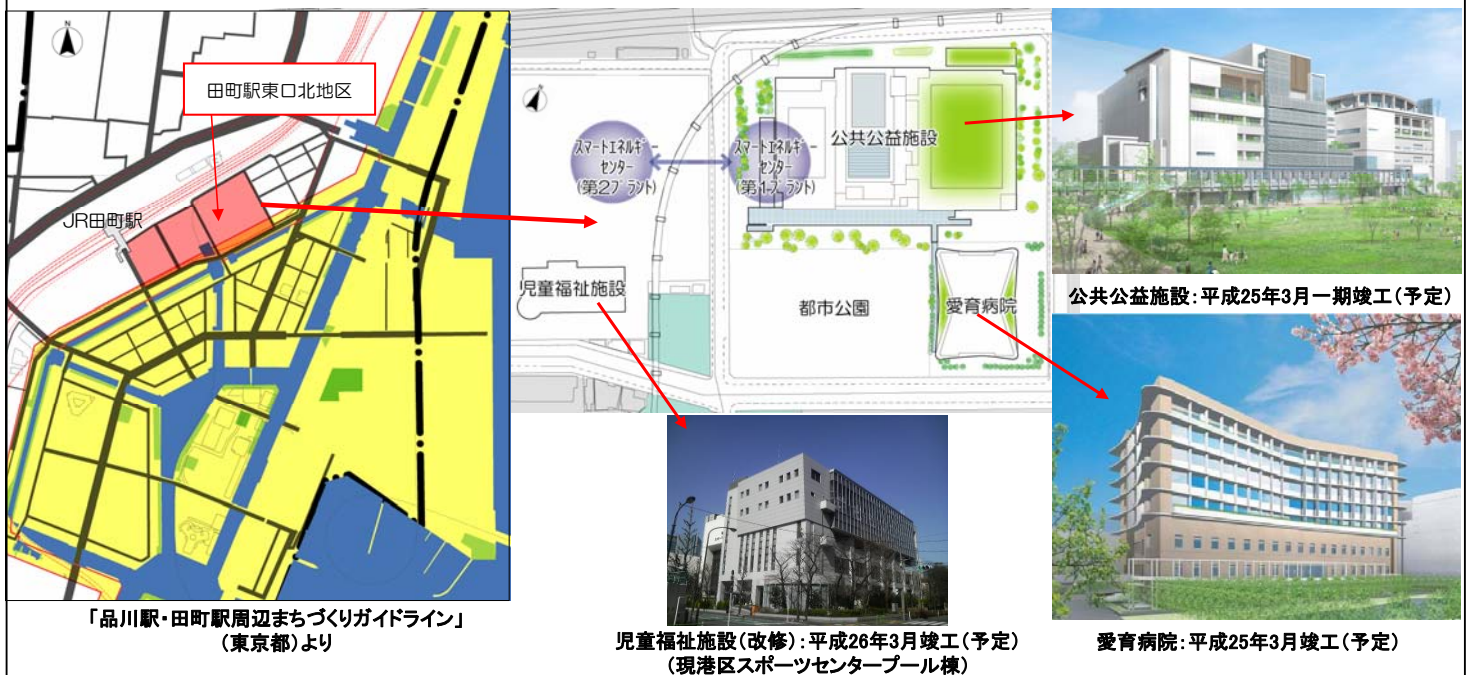 N
田町駅東口北地区
JR田町駅
「品川駅・田町駅周辺まちづくりガイドライン」
(東京都)より
スマートエネルギー
センター
(第2プラント)
スマートエネルギー
センター
(第1プラント)
公共公益施設
児童福祉施設
都市公園
愛育病院
公共公益施設:平成25年3月一期竣工(予定)
児童福祉施設(改修):平成26年3月竣工(予定)
(現港区スポーツセンタープール棟)
愛育病院:平成25年3月竣工(予定)